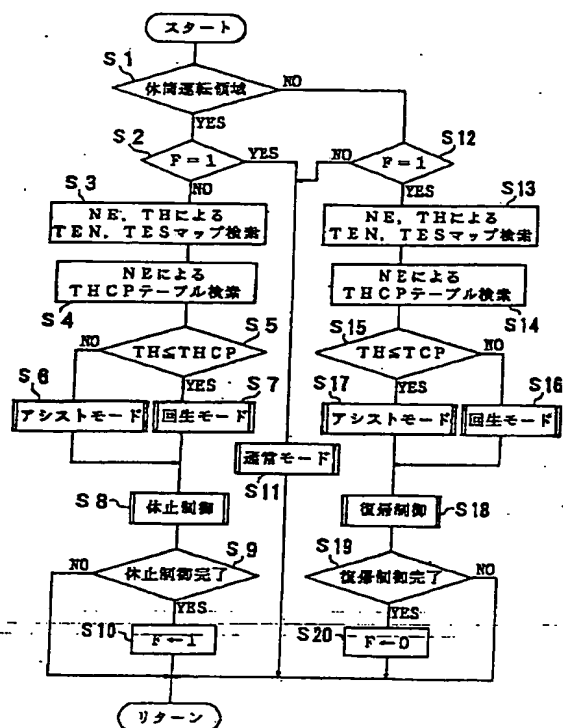 スタート
S1
休筒運転領域
NO
YES
S2
F=1
YES
NO
S12
F=1
NO
YES
S3
NE, THによる
TEN, TESマップ検索
S13
NE, THによる
TEN, TESマップ検索
NEによる
THCPテーブル検索
S4
NEによる
THCPテーブル検索
S14
S5
TH≦THCP
NO
YES
S15
TH≦TCP
NO
YES
S6
アシストモード
S7
回生モード
S17
アシストモード
S16
回生モード
通常モード
S11
S8
休止制御
復帰制御
S18
S9
休止制御完了
NO
YES
S19
復帰制御完了
NO
YES
S10
F←1
S20
F←0
リターン